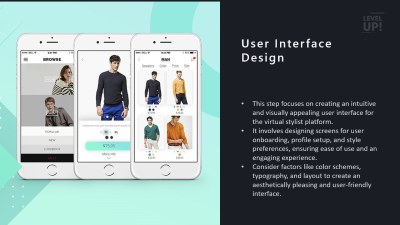 LEVEL
UP!
User Interface
Design
• This step focuses on creating an intuitive
and visually appealing user interface for
the virtual stylist platform.
• It involves designing screens for user
onboarding, profile setup, and style
preferences, ensuring ease of use and an
engaging experience.
• Consider factors like color schemes,
typography, and layout to create an
aesthetically pleasing and user-friendly
interface.
BROWSE
MAN